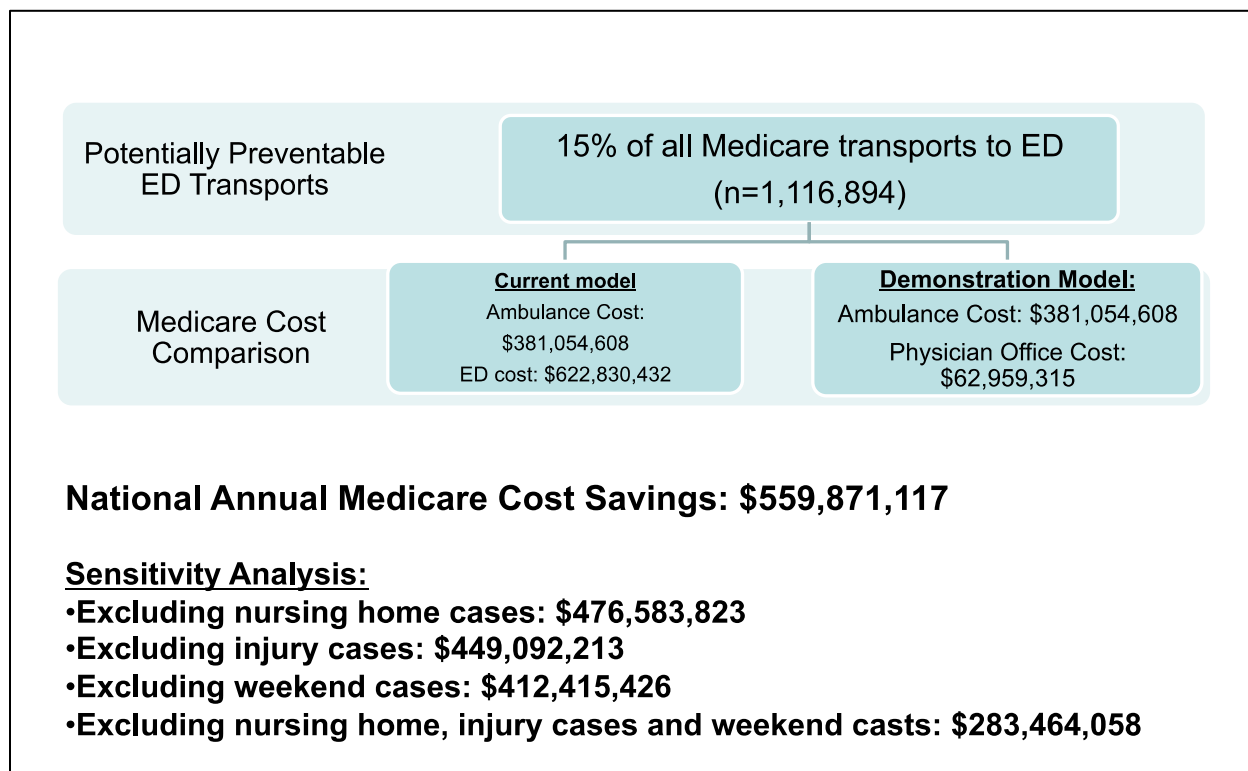 Potentially Preventable
ED Transports
15% of all Medicare transports to ED
(n=1,116,894)
Medicare Cost
Comparison
Current model
Ambulance Cost:
$381,054,608
ED cost: $622,830,432
Demonstration Model:
Ambulance Cost: $381,054,608
Physician Office Cost:
$62,959,315
National Annual Medicare Cost Savings: $559,871,117
Sensitivity Analysis:
•Excluding nursing home cases: $476,583,823
•Excluding injury cases: $449,092,213
•Excluding weekend cases: $412,415,426
•Excluding nursing home, injury cases and weekend casts: $283,464,058